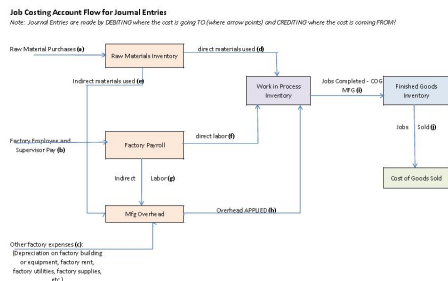 Job Costing Account Flow for Journal Entries
Note: Journal Entries are made by DEBITING where the cost is going TO (where arrow points) and CREDITING where the cost is coming FROM!
Raw Material Purchases (a)
Raw Materials Inventory
direct materials used (d)
Indirect materials used (e)
Work in Process
Inventory
Jobs Completed - COG
MFG (i)
Finished Goods
Inventory
Factory Employee and
Supervisor Pay (b)
Factory Payroll
direct labor (f)
Jobs Sold (j)
Indirect Labor (g)
Cost of Goods Sold
Mfg Overhead
Overhead APPLIED (h)
Other factory expenses (c):
(Depreciation on factory building
or equipment, factory rent,
factory utilities, factory supplies,
etc.)